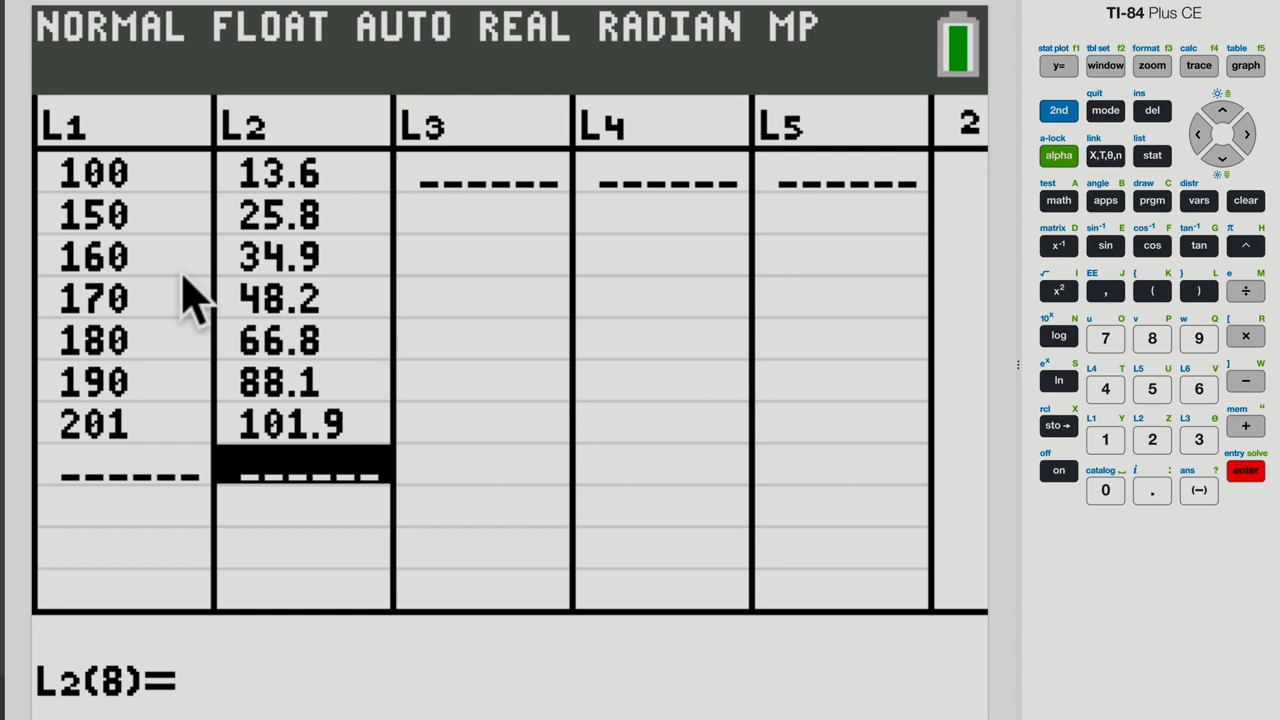 NORMAL FLOAT AUTO REAL RADIAN MP
L1 L2 L3 L4 L5 2
100 13.6 ------ ------ ------
150 25.8
160 34.9
170 48.2
180 66.8
190 88.1
201 101.9
------ ------
L2(8)=
TI-84 Plus CE
stat plot f1 tbl set f2 format f3 calc f4 table f5
y= window zoom trace graph
quit ins
2nd mode del
a-lock link list
alpha X,T,θ,n stat
test A angle B draw C distr
math apps prgm vars clear
matrix D sin⁻¹ E cos⁻¹ F tan⁻¹ G π H
x⁻¹ sin cos tan ^
√ I EE J { K } L e M
x² , ( ) ÷
10ˣ N u O v P w Q [ R
log 7 8 9 ×
eˣ S L4 T L5 U L6 V ] W
ln 4 5 6 −
rcl X L1 Y L2 Z L3 θ mem "
sto→ 1 2 3 +
off catalog i : ans ? entry solve
on 0 . (−) enter